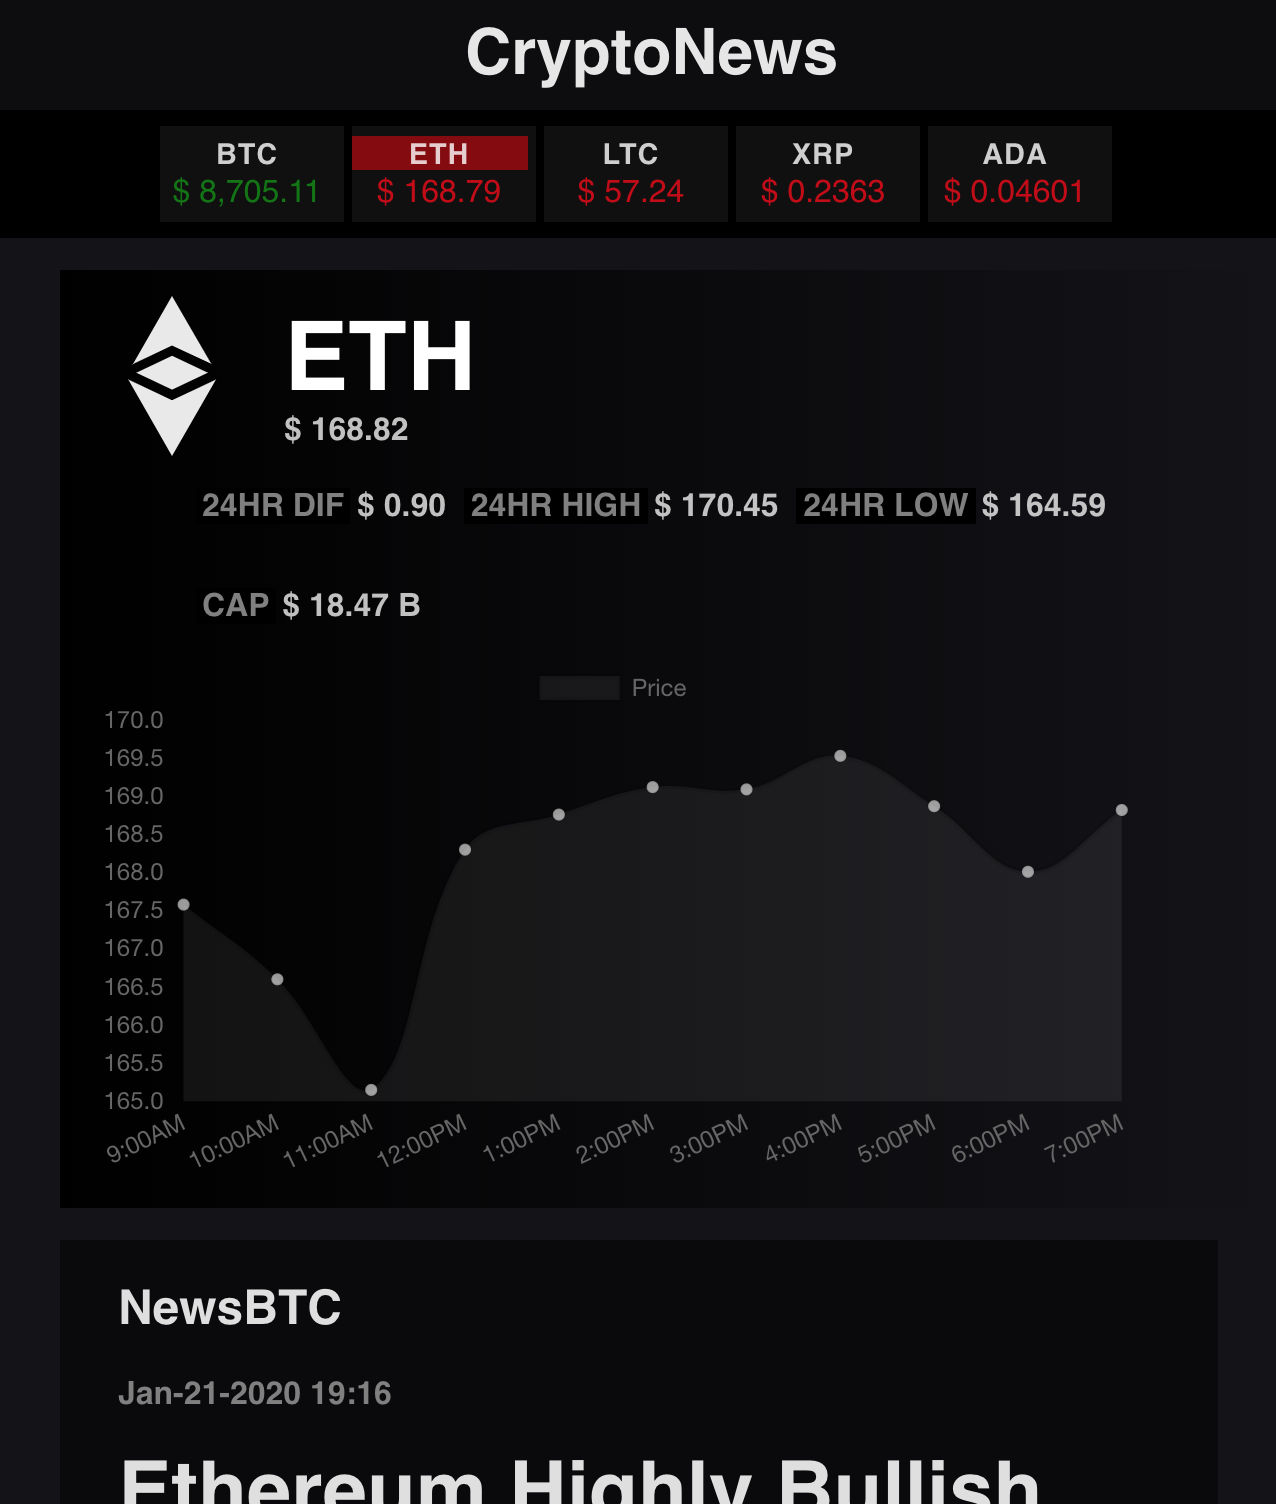 CryptoNews
BTC ETH LTC XRP ADA
$ 8,705.11 $ 168.79 $ 57.24 $ 0.2363 $ 0.04601
ETH
$ 168.82
24HR DIF $ 0.90 24HR HIGH $ 170.45 24HR LOW $ 164.59
CAP $ 18.47 B
Price
170.0
169.5
169.0
168.5
168.0
167.5
167.0
166.5
166.0
165.5
165.0
9:00AM 10:00AM 11:00AM 12:00PM 1:00PM 2:00PM 3:00PM 4:00PM 5:00PM 6:00PM 7:00PM
NewsBTC
Jan-21-2020 19:16
Ethereum Highly Bullish